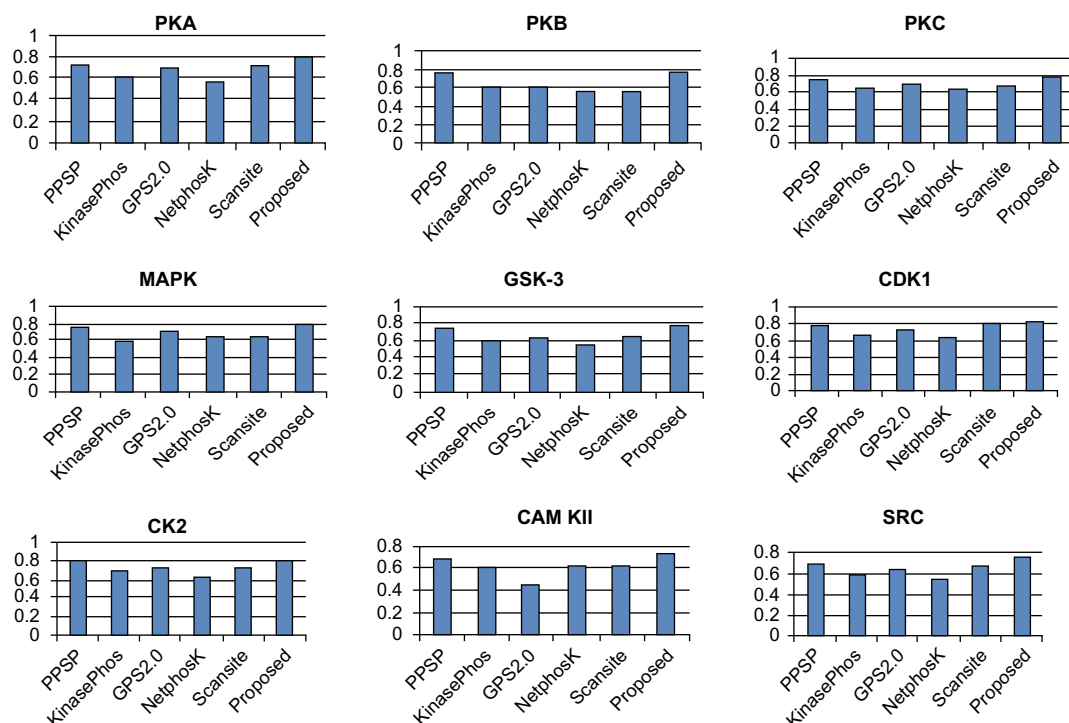 PKA
1
0.8
0.6
0.4
0.2
0
PPSP
KinasePhos
GPS2.0
NetphosK
Scansite
Proposed
PKB
1
0.8
0.6
0.4
0.2
0
PPSP
KinasePhos
GPS2.0
NetphosK
Scansite
Proposed
PKC
1
0.8
0.6
0.4
0.2
0
PPSP
KinasePhos
GPS2.0
NetphosK
Scansite
Proposed
MAPK
1
0.8
0.6
0.4
0.2
0
PPSP
KinasePhos
GPS2.0
NetphosK
Scansite
Proposed
GSK-3
1
0.8
0.6
0.4
0.2
0
PPSP
KinasePhos
GPS2.0
NetphosK
Scansite
Proposed
CDK1
1
0.8
0.6
0.4
0.2
0
PPSP
KinasePhos
GPS2.0
NetphosK
Scansite
Proposed
CK2
1
0.8
0.6
0.4
0.2
0
PPSP
KinasePhos
GPS2.0
NetphosK
Scansite
Proposed
CAM KII
0.8
0.6
0.4
0.2
0
PPSP
KinasePhos
GPS2.0
NetphosK
Scansite
Proposed
SRC
0.8
0.6
0.4
0.2
0
PPSP
KinasePhos
GPS2.0
NetphosK
Scansite
Proposed